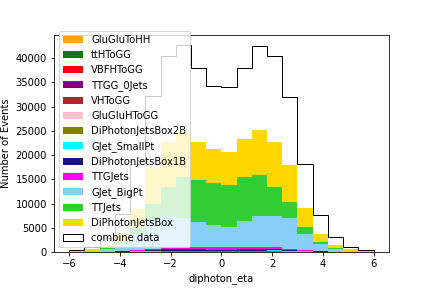 40000
35000
30000
25000
20000
15000
10000
5000
0
Number of Events
GluGluToHH
ttHToGG
VBFHToGG
TTGG_0Jets
VHToGG
GluGluHToGG
DiPhotonJetsBox2B
GJet_SmallPt
DiPhotonJetsBox1B
TTGJets
GJet_BigPt
TTJets
DiPhotonJetsBox
combine data
−6 −4 −2 0 2 4 6
diphoton_eta